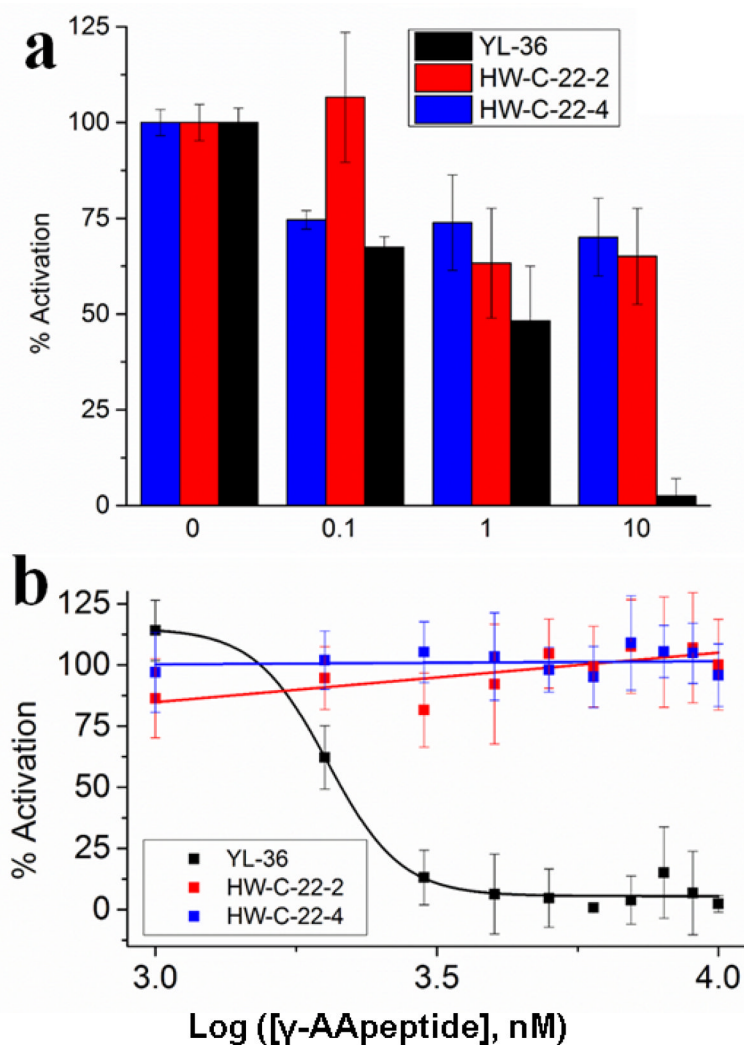 a
125
100
75
50
25
0
% Activation
YL-36
HW-C-22-2
HW-C-22-4
0 0.1 1 10
b
125
100
75
50
25
0
% Activation
YL-36
HW-C-22-2
HW-C-22-4
3.0 3.5 4.0
Log ([γ-AApeptide], nM)